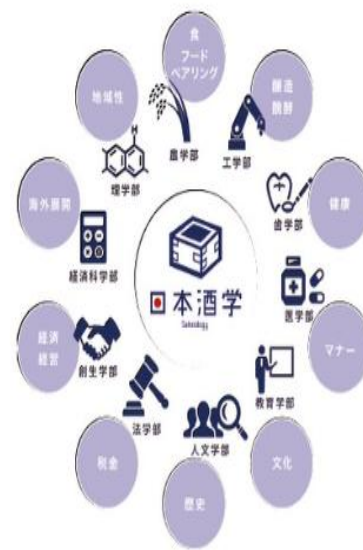 食
フード
ペアリング
醸造
醗酵
健康
マナー
文化
歴史
税金
経済
経営
海外展開
地域性
農学部
工学部
歯学部
医学部
教育学部
人文学部
法学部
創生学部
経済科学部
理学部
H
日本酒学
Sakeology